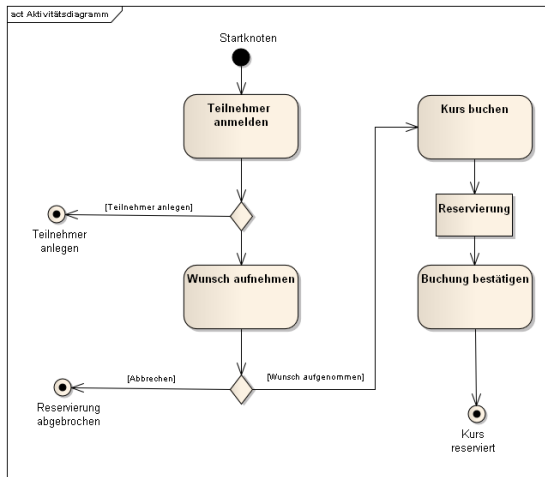 act Aktivitätsdiagramm
Startknoten
Teilnehmer
anmelden
[Teilnehmer anlegen]
Teilnehmer
anlegen
Wunsch aufnehmen
[Abbrechen]
Reservierung
abgebrochen
[Wunsch aufgenommen]
Kurs buchen
Reservierung
Buchung bestätigen
Kurs
reserviert